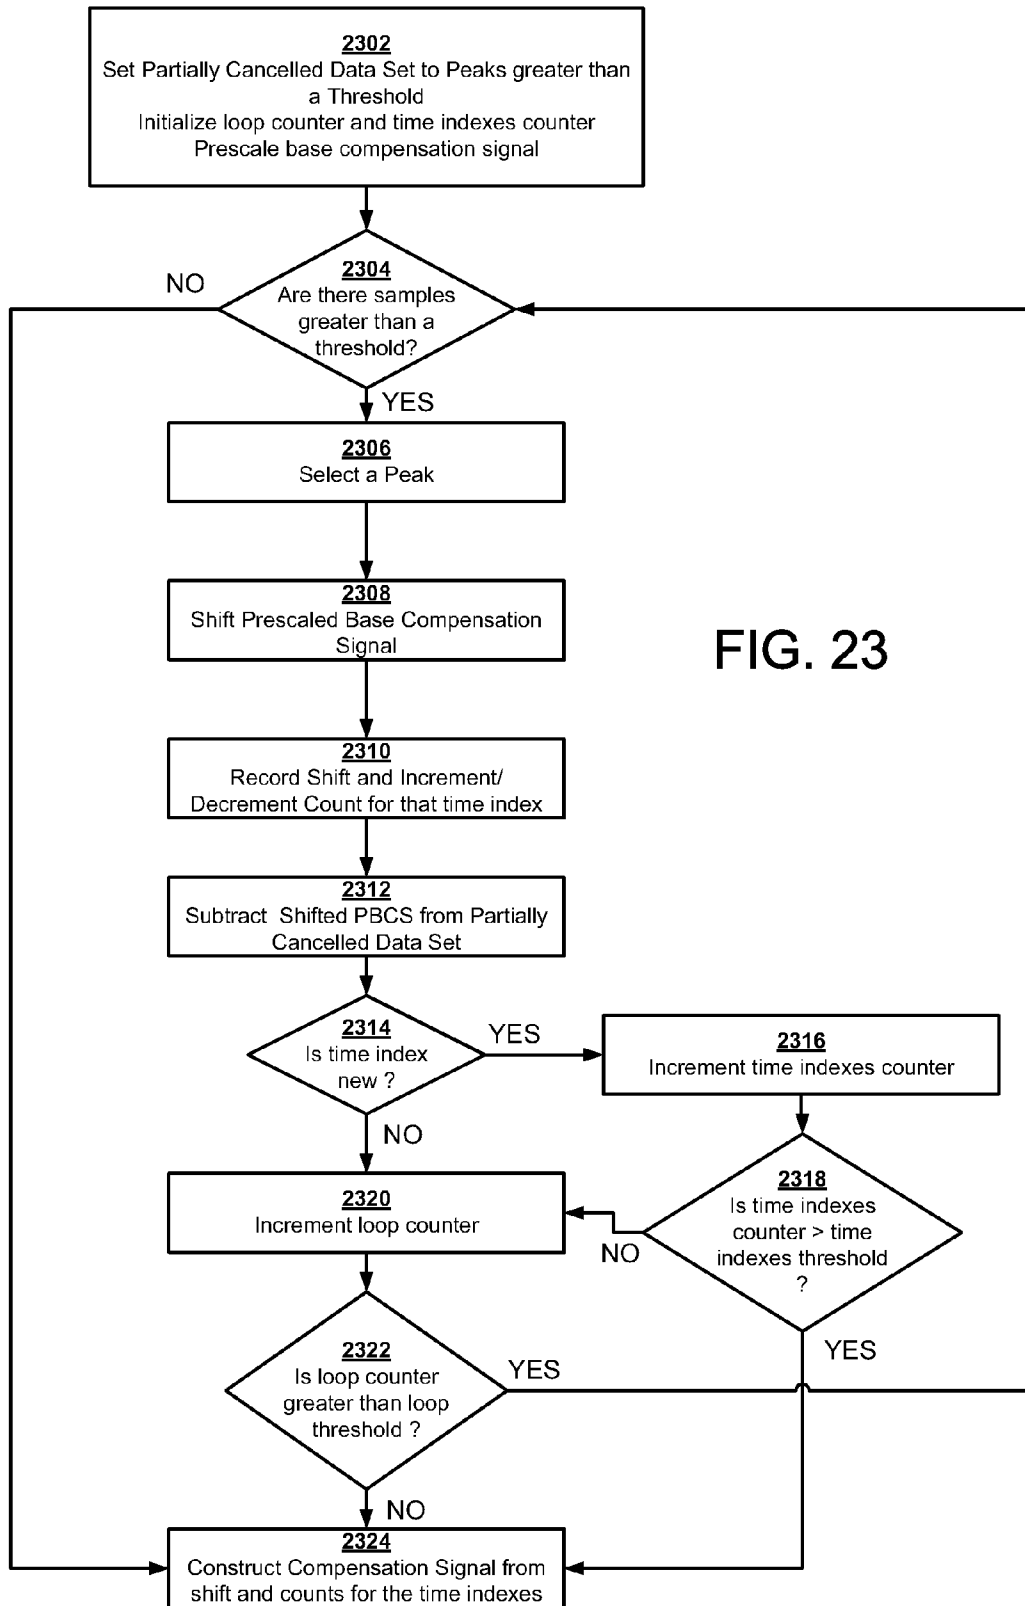 2302
Set Partially Cancelled Data Set to Peaks greater than
a Threshold
Initialize loop counter and time indexes counter
Prescale base compensation signal
NO
2304
Are there samples
greater than a
threshold?
YES
2306
Select a Peak
2308
Shift Prescaled Base Compensation
Signal
FIG. 23
2310
Record Shift and Increment/
Decrement Count for that time index
2312
Subtract Shifted PBCS from Partially
Cancelled Data Set
2314
Is time index
new ?
YES
2316
Increment time indexes counter
NO
2318
Is time indexes
counter > time
indexes threshold
?
NO
2320
Increment loop counter
YES
2322
Is loop counter
greater than loop
threshold ?
YES
NO
2324
Construct Compensation Signal from
shift and counts for the time indexes